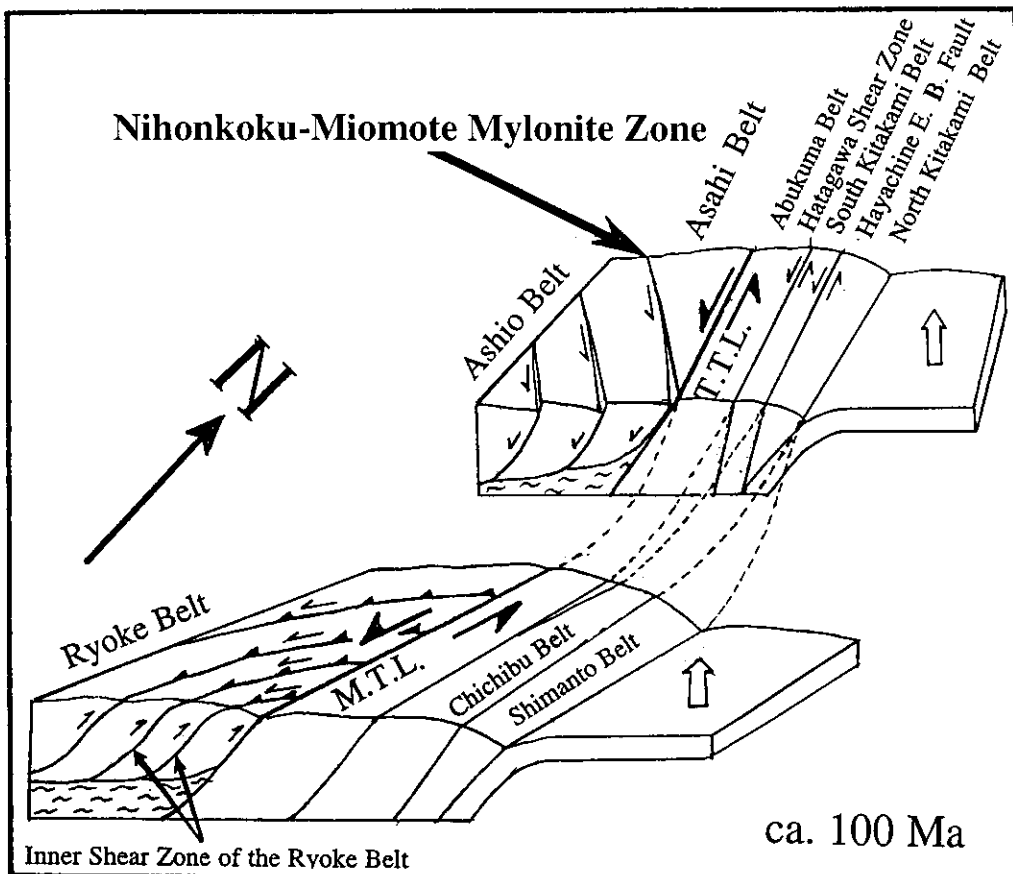 Nihonkoku-Miomote Mylonite Zone
Asahi Belt
Abukuma Belt
Hatagawa Shear Zone
South Kitakami Belt
Hayachine E. B. Fault
North Kitakami Belt
Ashio Belt
T.T.L.
N
Ryoke Belt
M.T.L.
Chichibu Belt
Shimanto Belt
Inner Shear Zone of the Ryoke Belt
ca. 100 Ma